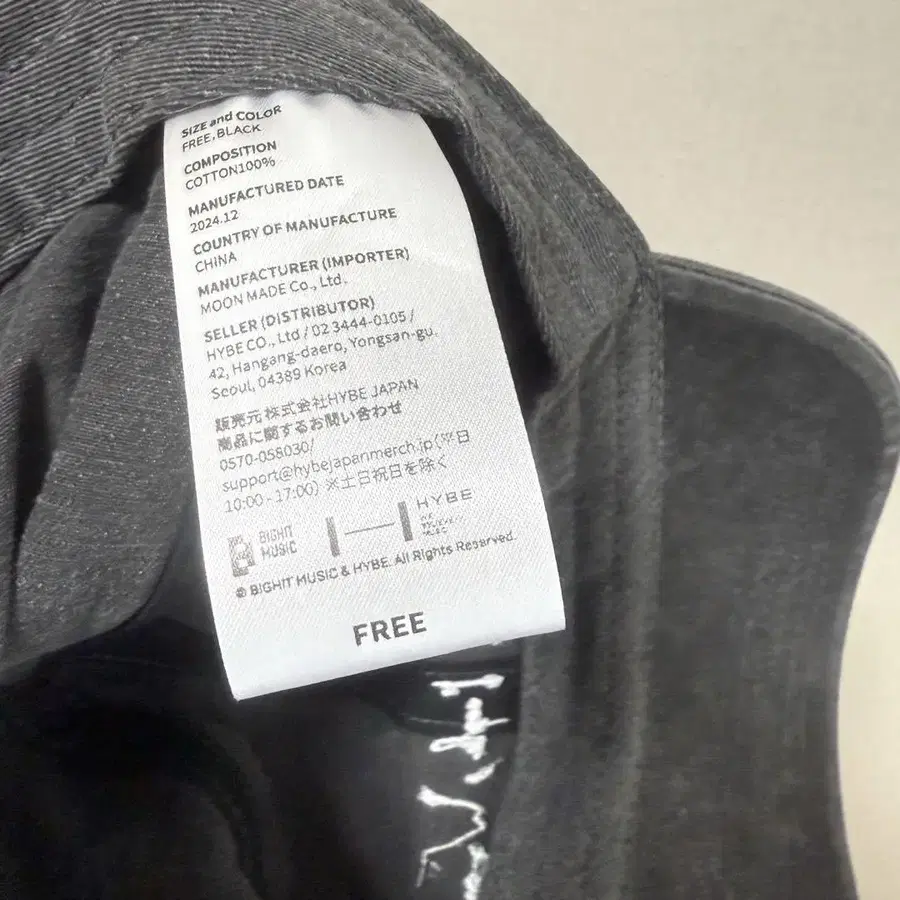 SIZE and COLOR
FREE, BLACK
COMPOSITION
COTTON100%
MANUFACTURED DATE
2024.12
COUNTRY OF MANUFACTURE
CHINA
MANUFACTURER (IMPORTER)
MOON MADE Co., Ltd.
SELLER (DISTRIBUTOR)
HYBE CO., Ltd / 02 3444-0105 /
42, Hangang-daero, Yongsan-gu.
Seoul, 04389 Korea
販売元 株式会社HYBE JAPAN
商品に関するお問い合わせ
0570-058030/
support@hybejapanmerch.jp (平日
10:00 - 17:00) ※土日祝日を除く
BIGHIT
MUSIC
HYBE
© BIGHIT MUSIC & HYBE. All Rights Reserved.
FREE